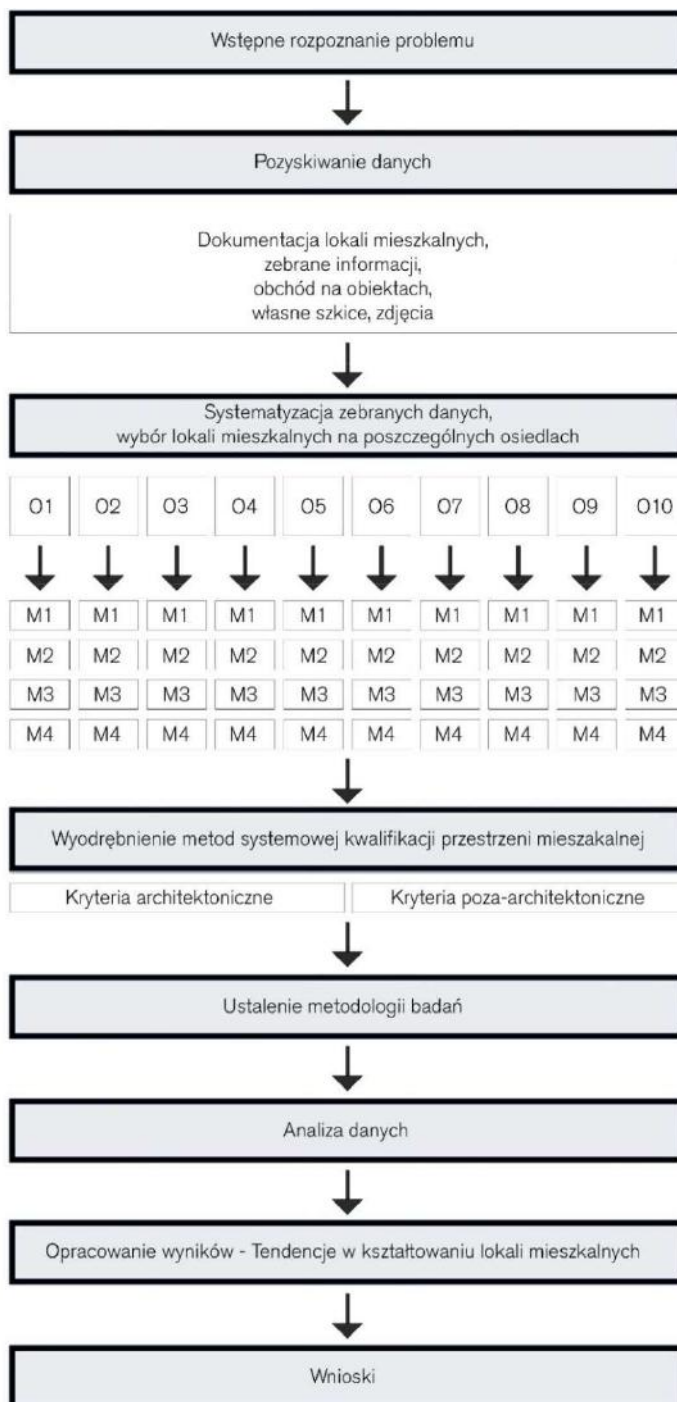 Wstępne rozpoznanie problemu
Pozyskiwanie danych
Dokumentacja lokali mieszkalnych,
zebrane informacji,
obchód na obiektach,
własne szkice, zdjęcia
Systematyzacja zebranych danych,
wybór lokali mieszkalnych na poszczególnych osiedlach
O1 O2 O3 O4 O5 O6 O7 O8 O9 O10
M1 M1 M1 M1 M1 M1 M1 M1 M1 M1
M2 M2 M2 M2 M2 M2 M2 M2 M2 M2
M3 M3 M3 M3 M3 M3 M3 M3 M3 M3
M4 M4 M4 M4 M4 M4 M4 M4 M4 M4
Wyodrębnienie metod systemowej kwalifikacji przestrzeni mieszakalnej
Kryteria architektoniczne Kryteria poza-architektoniczne
Ustalenie metodologii badań
Analiza danych
Opracowanie wyników - Tendencje w kształtowaniu lokali mieszkalnych
Wnioski